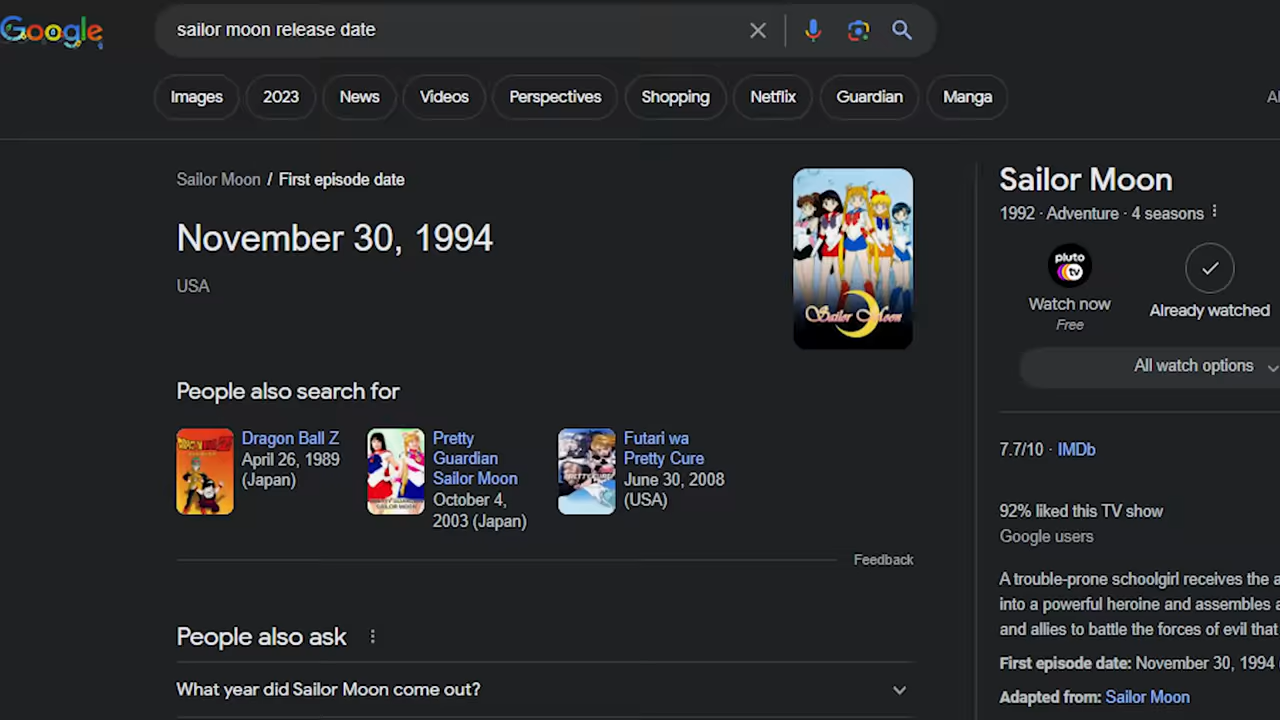 Google
sailor moon release date
Images
2023
News
Videos
Perspectives
Shopping
Netflix
Guardian
Manga
Sailor Moon / First episode date
November 30, 1994
USA
Sailor Moon
People also search for
Dragon Ball Z
April 26, 1989
(Japan)
Pretty
Guardian
Sailor Moon
October 4,
2003 (Japan)
Futari wa
Pretty Cure
June 30, 2008
(USA)
Feedback
People also ask
What year did Sailor Moon come out?
Sailor Moon
1992 · Adventure · 4 seasons
pluto
tv
Watch now
Free
Already watched
All watch options
7.7/10 · IMDb
92% liked this TV show
Google users
A trouble-prone schoolgirl receives the a
into a powerful heroine and assembles a
and allies to battle the forces of evil that
First episode date: November 30, 1994
Adapted from: Sailor Moon